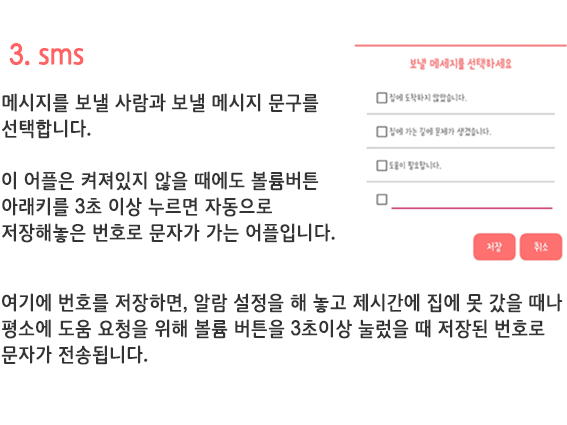 3. sms
메시지를 보낼 사람과 보낼 메시지 문구를
선택합니다.
이 어플은 켜져있지 않을 때에도 볼륨버튼
아래키를 3초 이상 누르면 자동으로
저장해놓은 번호로 문자가 가는 어플입니다.
보낼 메세지를 선택하세요
집에 도착하지 않았습니다.
집에 가는 길에 문제가 생겼습니다.
도움이 필요합니다.
저장 취소
여기에 번호를 저장하면, 알람 설정을 해 놓고 제시간에 집에 못 갔을 때나
평소에 도움 요청을 위해 볼륨 버튼을 3초이상 눌렀을 때 저장된 번호로
문자가 전송됩니다.